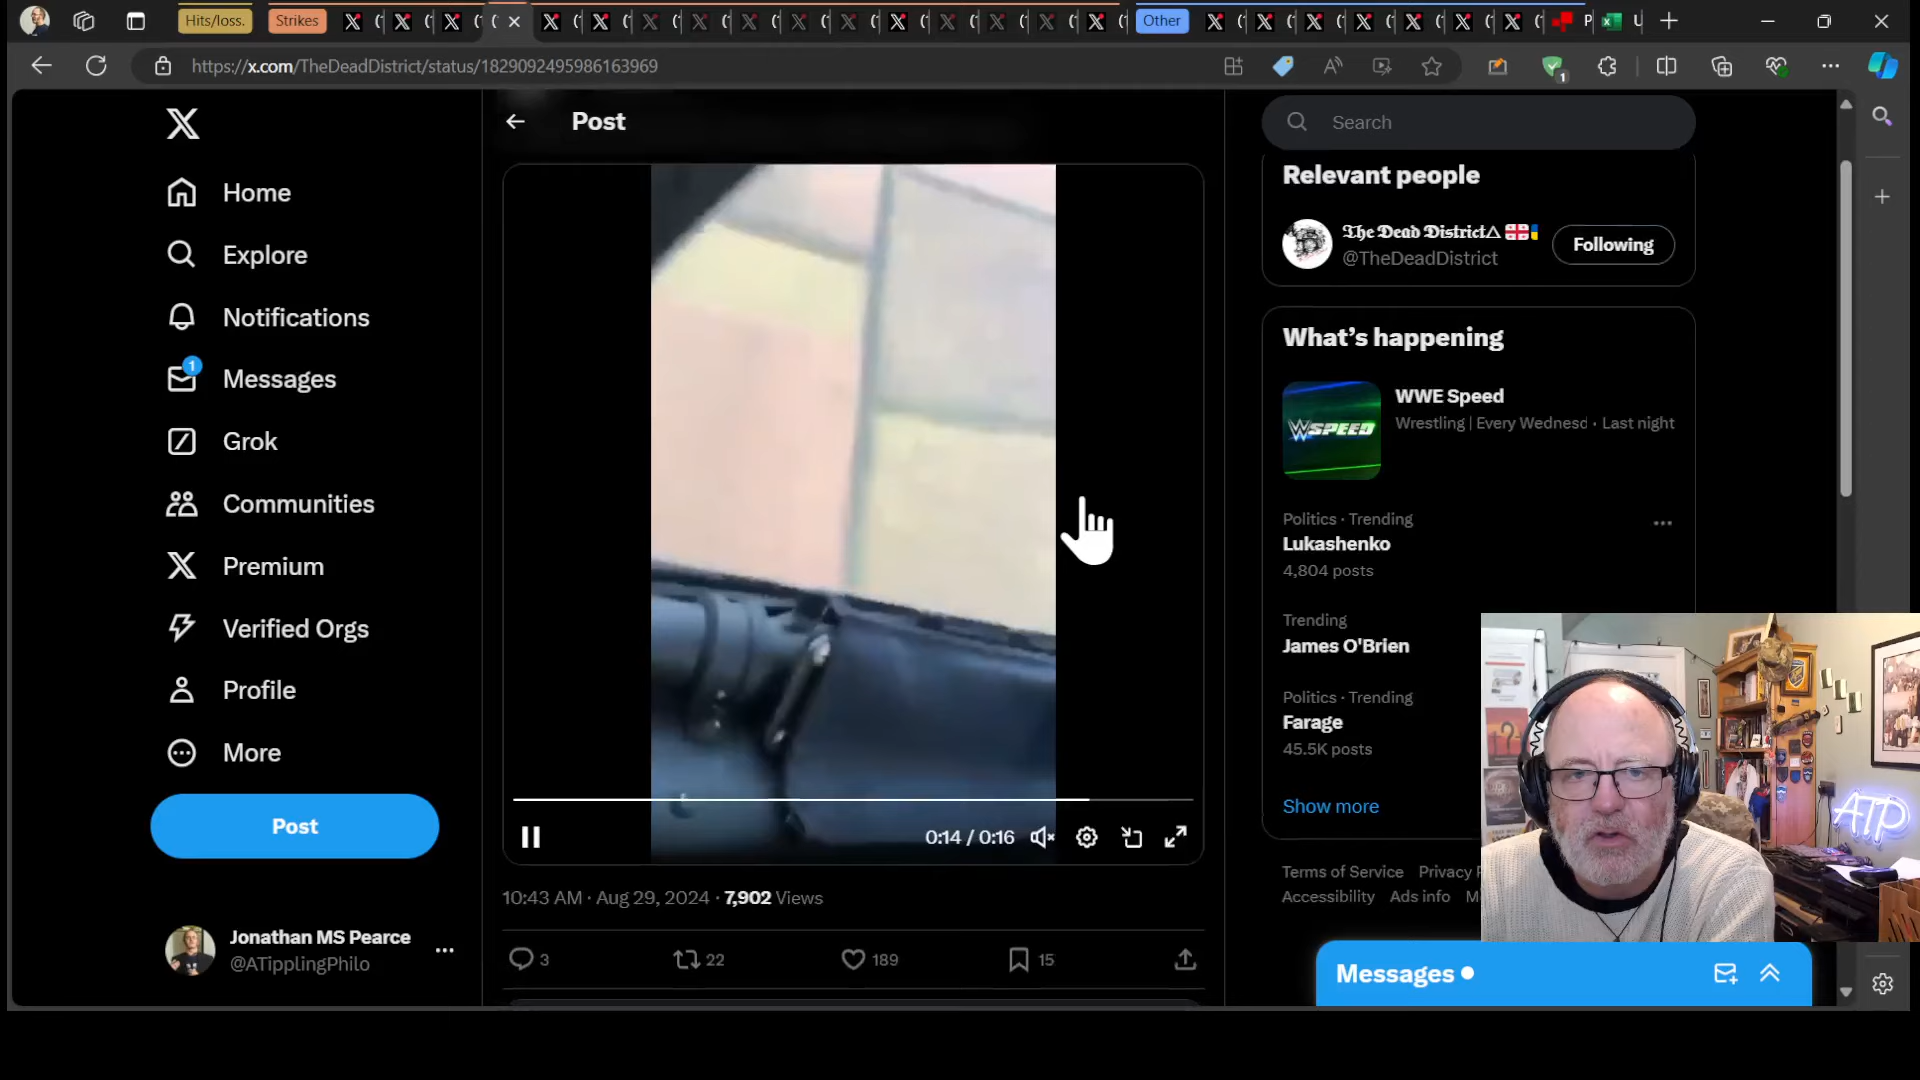 Hits/loss.
Strikes
Other
https://x.com/TheDeadDistrict/status/1829092495986163969
1
Home
Explore
Notifications
1
Messages
Grok
Communities
Premium
Verified Orgs
Profile
More
Post
Jonathan MS Pearce
@ATipplingPhilo
Post
0:14 / 0:16
10:43 AM · Aug 29, 2024 · 7,902 Views
3
22
189
15
Search
Relevant people
The Dead District
@TheDeadDistrict
Following
What's happening
WWE Speed
Wrestling | Every Wednesd · Last night
SPEED
Politics · Trending
Lukashenko
4,804 posts
Trending
James O'Brien
Politics · Trending
Farage
45.5K posts
Show more
Terms of Service Privacy
Accessibility Ads info
Messages
ATP